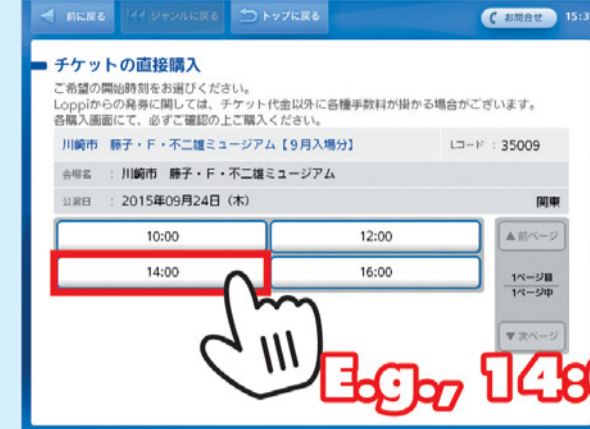 前に戻る ジャンルに戻る トップに戻る お問合せ 15:3
チケットの直接購入
ご希望の開始時刻をお選びください。
Loppiからの発券に関しては、チケット代金以外に各種手数料が掛かる場合がございます。
各購入画面にて、必ずご確認の上ご購入ください。
川崎市 藤子・F・不二雄ミュージアム【9月入場分】 Lコード : 35009
会場名 : 川崎市 藤子・F・不二雄ミュージアム
公演日 : 2015年09月24日(木) 関東
10:00 12:00 ▲前ページ
14:00 16:00
1ページ目
1ページ中
▼次ページ
E.g., 14: